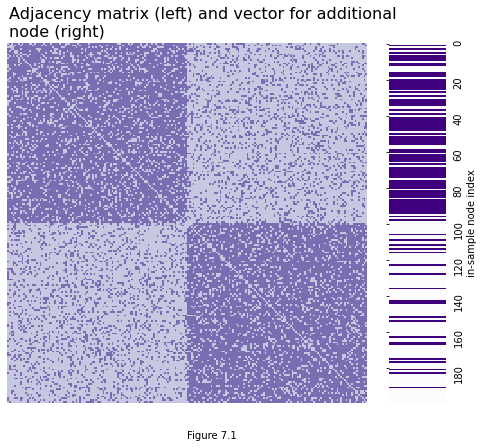 Adjacency matrix (left) and vector for additional
node (right)
0
20
40
60
80
100
120
140
160
180
in-sample node index
Figure 7.1